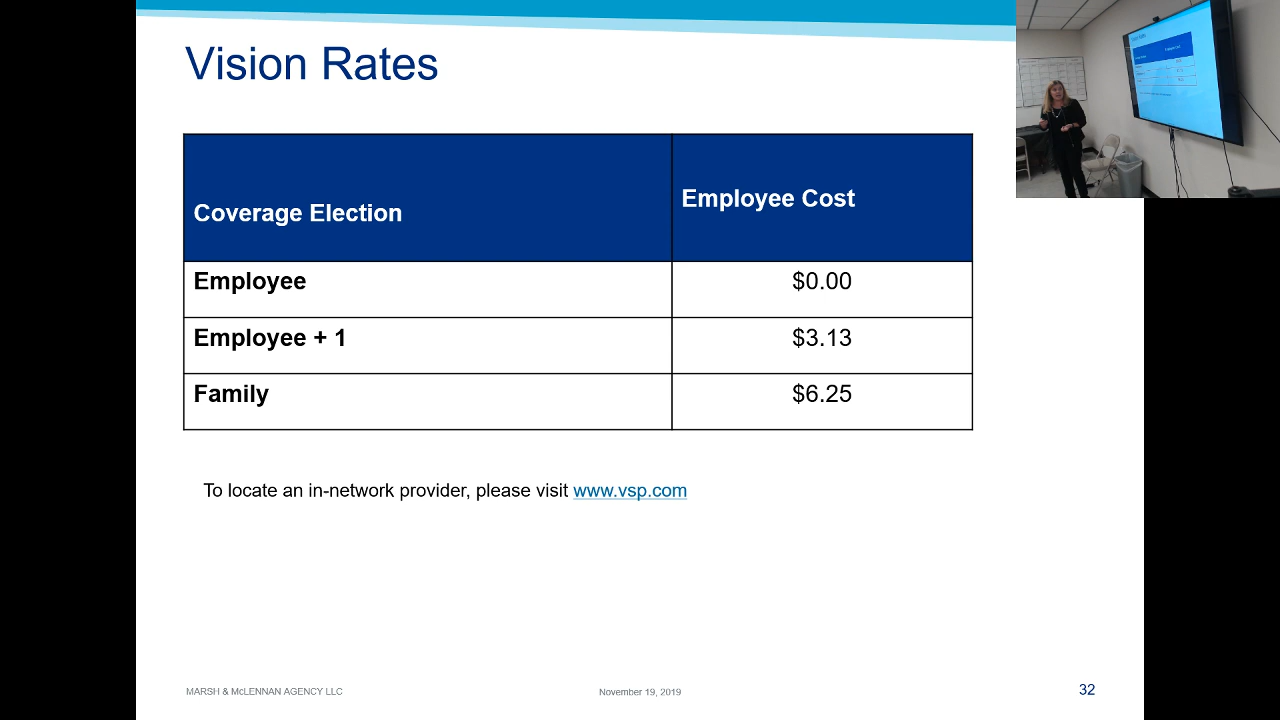 Vision Rates
Coverage Election
Employee Cost
Employee
$0.00
Employee + 1
$3.13
Family
$6.25
To locate an in-network provider, please visit www.vsp.com
MARSH & McLENNAN AGENCY LLC
November 19, 2019
32